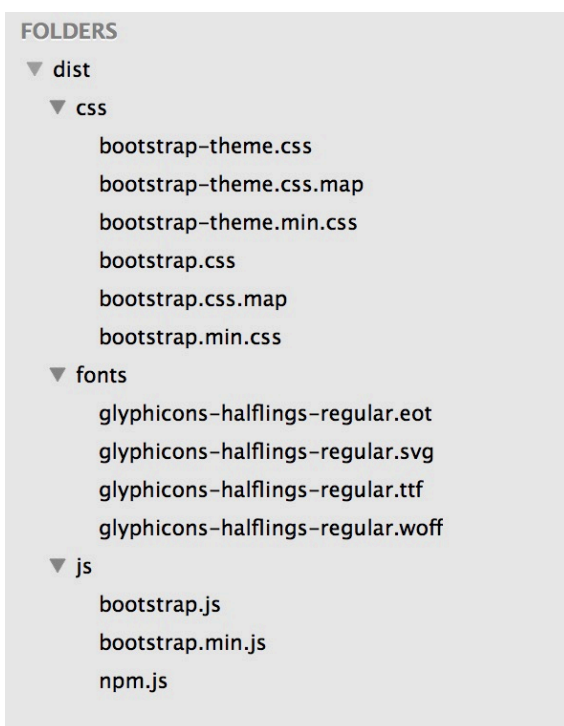 FOLDERS
dist
css
bootstrap-theme.css
bootstrap-theme.css.map
bootstrap-theme.min.css
bootstrap.css
bootstrap.css.map
bootstrap.min.css
fonts
glyphicons-halflings-regular.eot
glyphicons-halflings-regular.svg
glyphicons-halflings-regular.ttf
glyphicons-halflings-regular.woff
js
bootstrap.js
bootstrap.min.js
npm.js